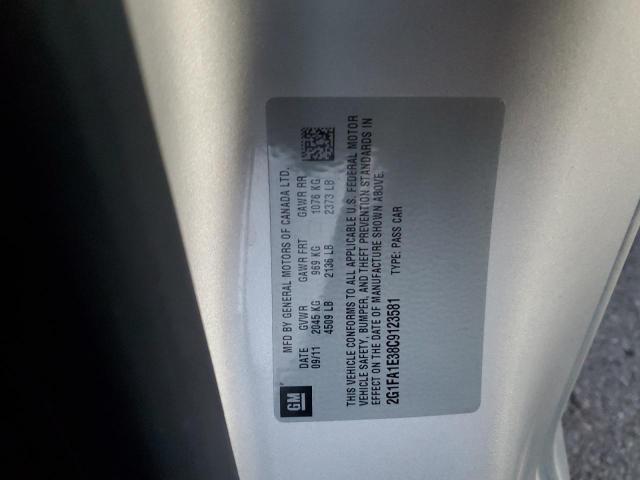 GM
MFD BY GENERAL MOTORS OF CANADA LTD.
DATE GVWR GAWR FRT GAWR RR
09/11 2045 KG 969 KG 1076 KG
4509 LB 2136 LB 2373 LB
THIS VEHICLE CONFORMS TO ALL APPLICABLE U.S. FEDERAL MOTOR
VEHICLE SAFETY, BUMPER, AND THEFT PREVENTION STANDARDS IN
EFFECT ON THE DATE OF MANUFACTURE SHOWN ABOVE.
2G1FA1E38C9123581 TYPE: PASS CAR